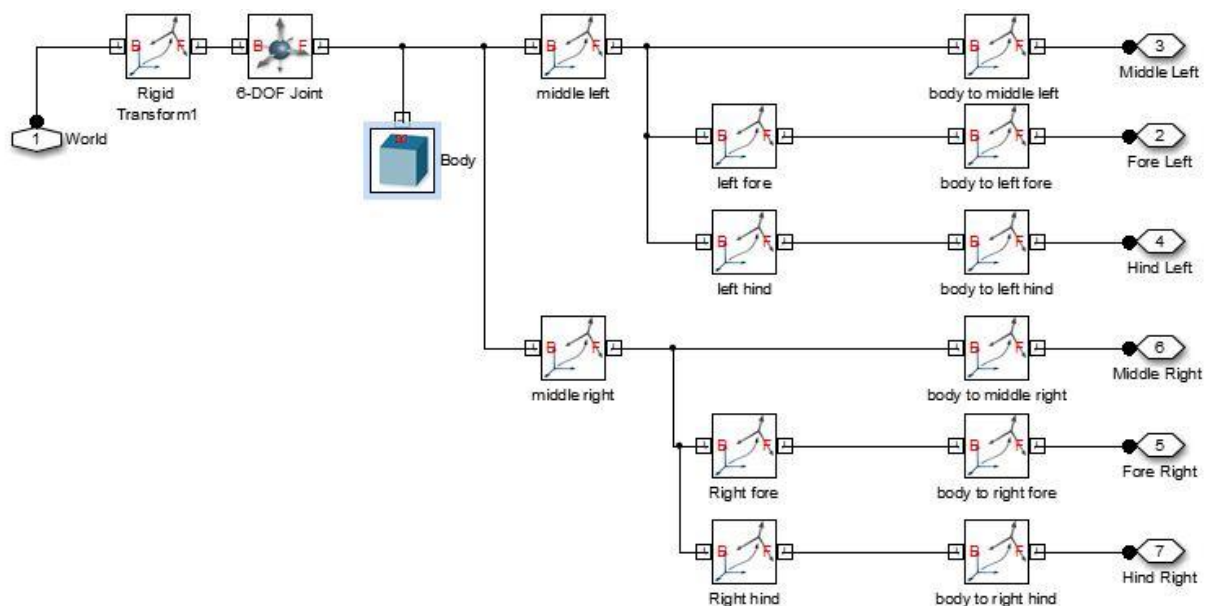 B F
Rigid
Transform1
B F
6-DOF Joint
B F
middle left
B F
body to middle left
3
Middle Left
1
World
Body
B F
left fore
B F
body to left fore
2
Fore Left
B F
left hind
B F
body to left hind
4
Hind Left
B F
middle right
B F
body to middle right
6
Middle Right
B F
Right fore
B F
body to right fore
5
Fore Right
B F
Right hind
B F
body to right hind
7
Hind Right